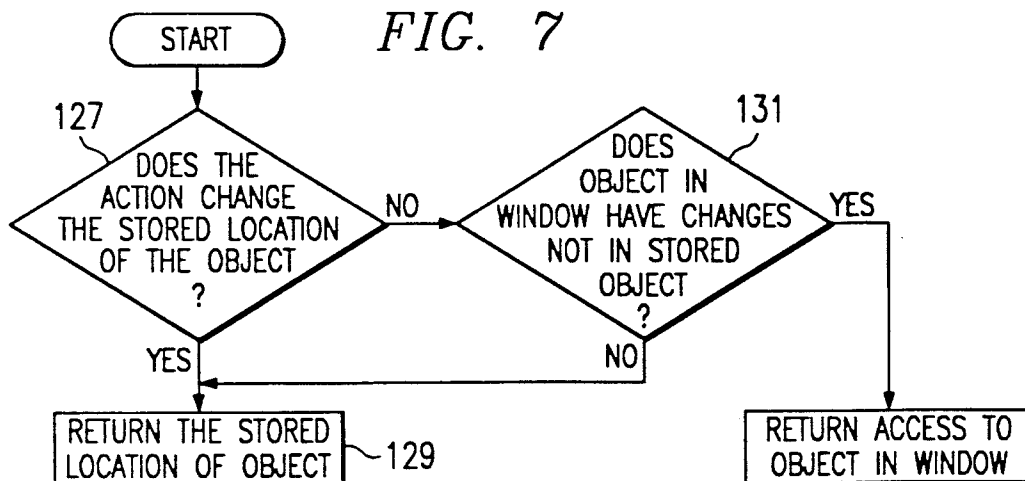 START
FIG. 7
127
DOES THE
ACTION CHANGE
THE STORED LOCATION
OF THE OBJECT
?
NO
YES
131
DOES
OBJECT IN
WINDOW HAVE CHANGES
NOT IN STORED
OBJECT
?
YES
NO
RETURN THE STORED
LOCATION OF OBJECT
129
RETURN ACCESS TO
OBJECT IN WINDOW